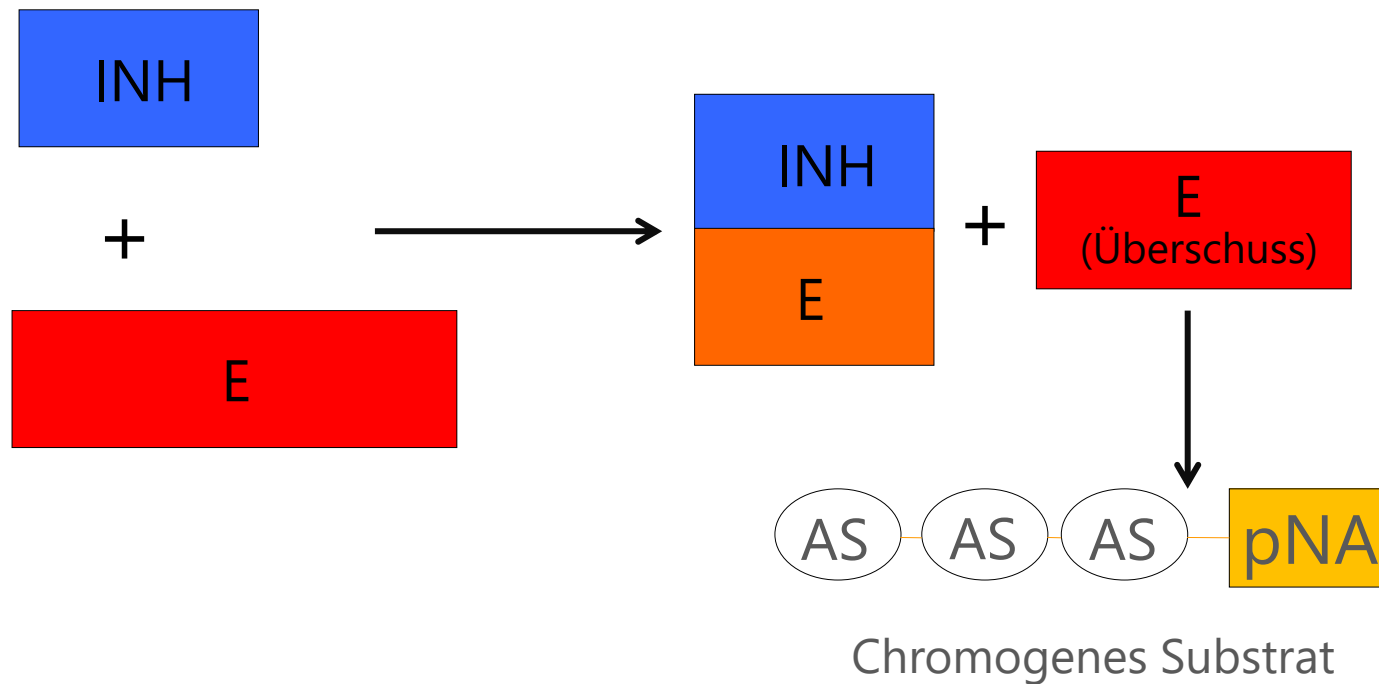 INH
+
E
INH
E
+
E
(Überschuss)
AS AS AS pNA
Chromogenes Substrat